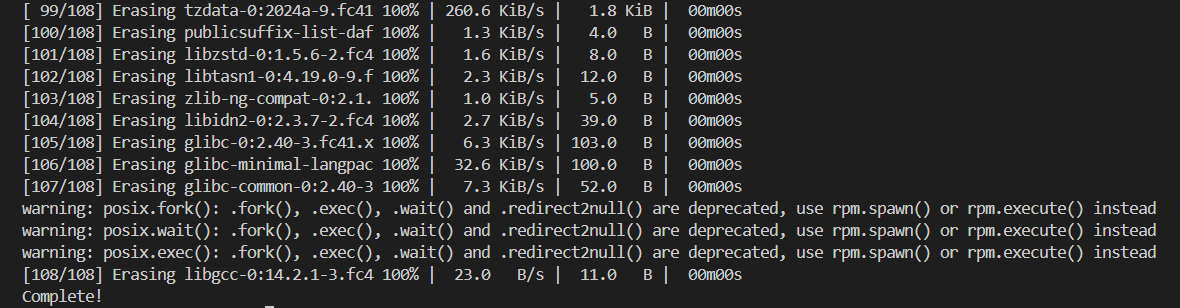 [ 99/108] Erasing tzdata-0:2024a-9.fc41 100% | 260.6 KiB/s |   1.8 KiB |  00m00s
[100/108] Erasing publicsuffix-list-daf 100% |   1.3 KiB/s |   4.0   B |  00m00s
[101/108] Erasing libzstd-0:1.5.6-2.fc4 100% |   1.6 KiB/s |   8.0   B |  00m00s
[102/108] Erasing libtasn1-0:4.19.0-9.f 100% |   2.3 KiB/s |  12.0   B |  00m00s
[103/108] Erasing zlib-ng-compat-0:2.1. 100% |   1.0 KiB/s |   5.0   B |  00m00s
[104/108] Erasing libidn2-0:2.3.7-2.fc4 100% |   2.7 KiB/s |  39.0   B |  00m00s
[105/108] Erasing glibc-0:2.40-3.fc41.x 100% |   6.3 KiB/s | 103.0   B |  00m00s
[106/108] Erasing glibc-minimal-langpac 100% |  32.6 KiB/s | 100.0   B |  00m00s
[107/108] Erasing glibc-common-0:2.40-3 100% |   7.3 KiB/s |  52.0   B |  00m00s
warning: posix.fork(): .fork(), .exec(), .wait() and .redirect2null() are deprecated, use rpm.spawn() or rpm.execute() instead
warning: posix.wait(): .fork(), .exec(), .wait() and .redirect2null() are deprecated, use rpm.spawn() or rpm.execute() instead
warning: posix.exec(): .fork(), .exec(), .wait() and .redirect2null() are deprecated, use rpm.spawn() or rpm.execute() instead
[108/108] Erasing libgcc-0:14.2.1-3.fc4 100% |  23.0   B/s |  11.0   B |  00m00s
Complete!